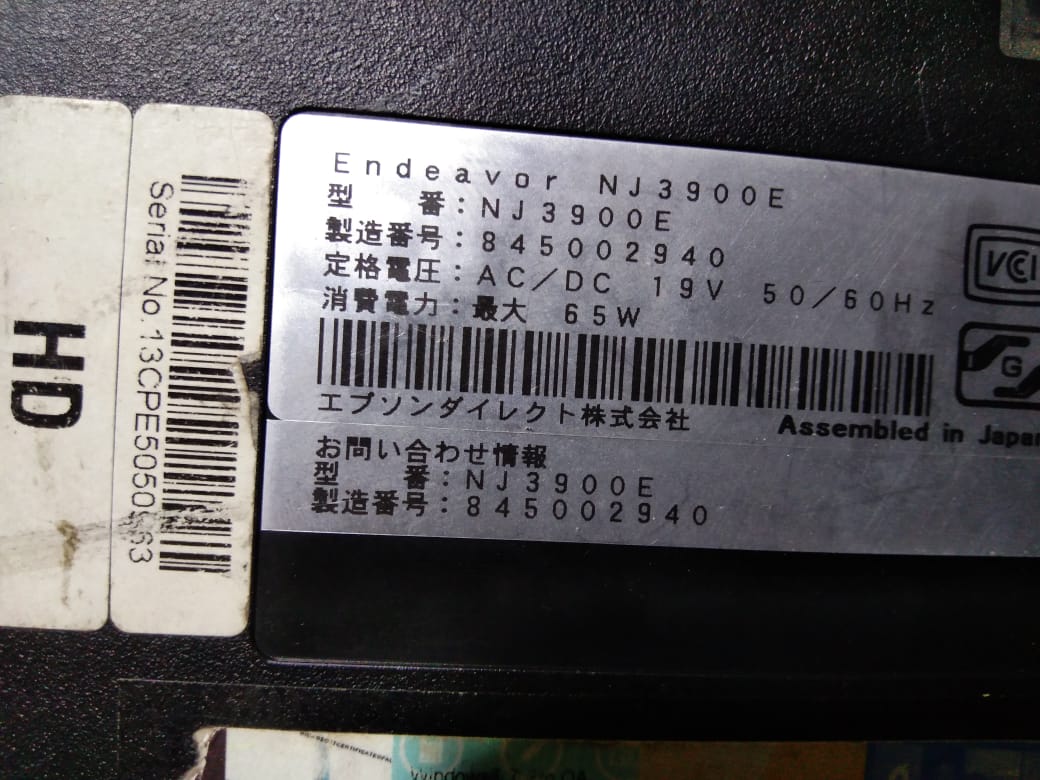 Endeavor NJ3900E
型 番：NJ3900E
製造番号：845002940
定格電圧：AC／DC 19V 50／60Hz
消費電力：最大 65W
エプソンダイレクト株式会社
Assembled in Japan
お問い合わせ情報
型 番：NJ3900E
製造番号：845002940
VCCI
G
HD
Serial No.